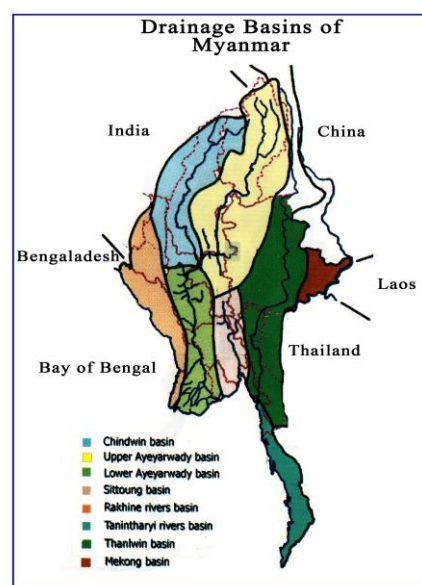 Drainage Basins of
Myanmar
India
China
Bengaladesh
Laos
Thailand
Bay of Bengal
Chindwin basin
Upper Ayeyarwady basin
Lower Ayeyarwady basin
Sittoung basin
Rakhine rivers basin
Tanintharyi rivers basin
Thanlwin basin
Mekong basin